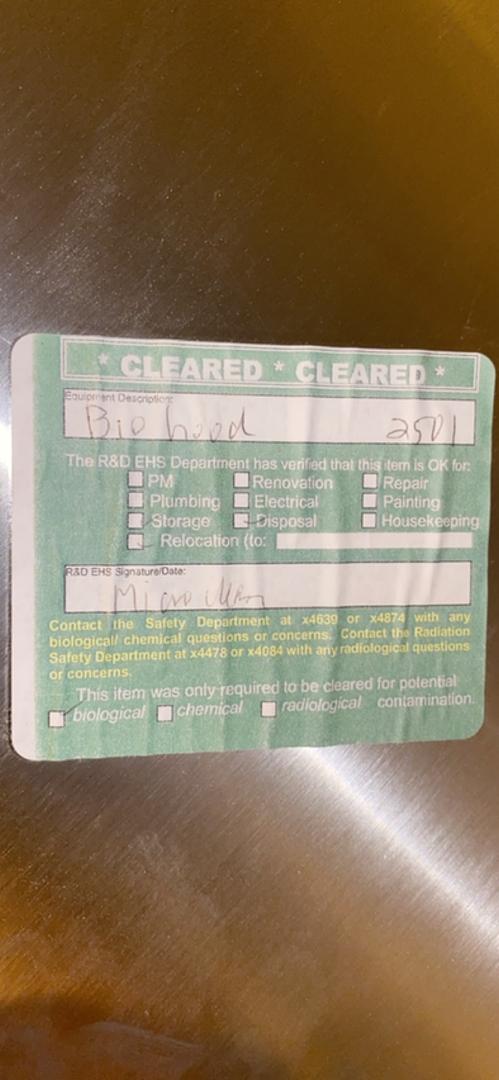 * CLEARED * CLEARED *
Equipment Description:
Bio hood 2501
The R&D EHS Department has verified that this item is OK for:
PM Renovation Repair
Plumbing Electrical Painting
Storage Disposal Housekeeping
Relocation (to:
R&D EHS Signature/Date:
Contact the Safety Department at x4639 or x4874 with any
biological/ chemical questions or concerns. Contact the Radiation
Safety Department at x4478 or x4084 with any radiological questions
or concerns.
This item was only required to be cleared for potential
biological chemical radiological contamination.